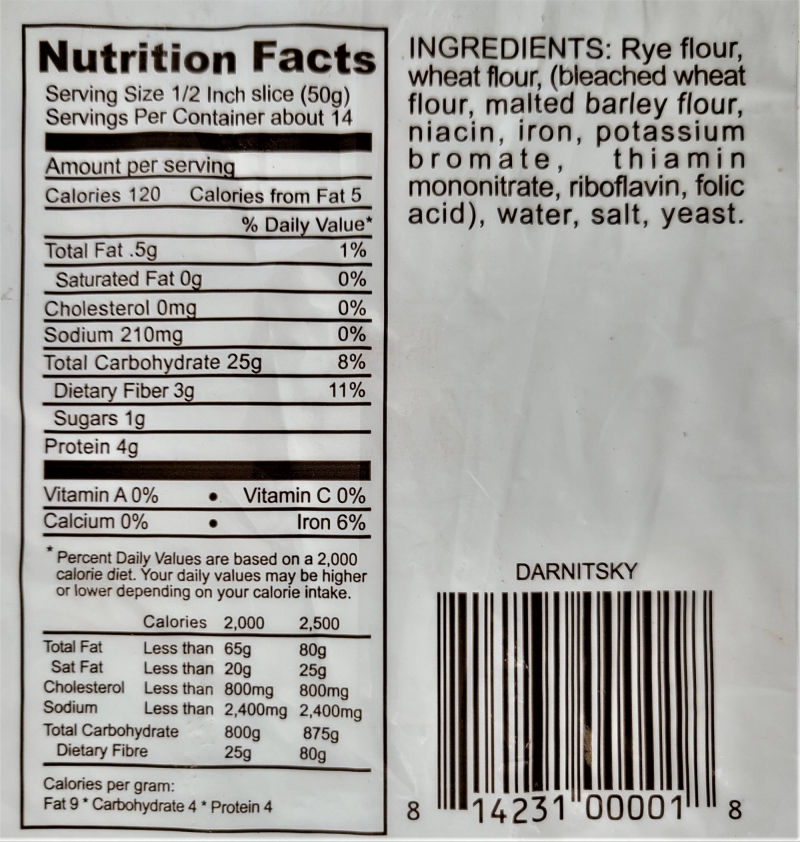 Nutrition Facts
Serving Size 1/2 Inch slice (50g)
Servings Per Container about 14
Amount per serving
Calories 120 Calories from Fat 5
% Daily Value*
Total Fat .5g 1%
Saturated Fat 0g 0%
Cholesterol 0mg 0%
Sodium 210mg 0%
Total Carbohydrate 25g 8%
Dietary Fiber 3g 11%
Sugars 1g
Protein 4g
Vitamin A 0% • Vitamin C 0%
Calcium 0% • Iron 6%
* Percent Daily Values are based on a 2,000
calorie diet. Your daily values may be higher
or lower depending on your calorie intake.
Calories 2,000 2,500
Total Fat Less than 65g 80g
Sat Fat Less than 20g 25g
Cholesterol Less than 800mg 800mg
Sodium Less than 2,400mg 2,400mg
Total Carbohydrate 800g 875g
Dietary Fibre 25g 80g
Calories per gram:
Fat 9 * Carbohydrate 4 * Protein 4
INGREDIENTS: Rye flour,
wheat flour, (bleached wheat
flour, malted barley flour,
niacin, iron, potassium
bromate, thiamin
mononitrate, riboflavin, folic
acid), water, salt, yeast.
DARNITSKY
8 14231 00001 8